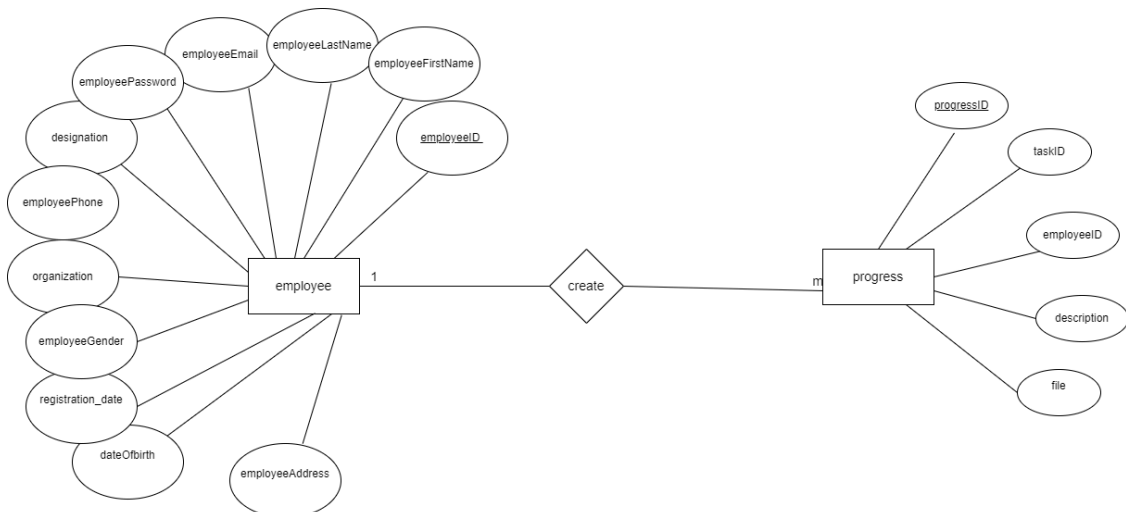 employeeLastName
employeeEmail
employeeFirstName
employeePassword
progressID
designation
employeeID
taskID
employeePhone
employeeID
organization
employee
1
create
m
progress
description
employeeGender
file
registration_date
dateOfbirth
employeeAddress